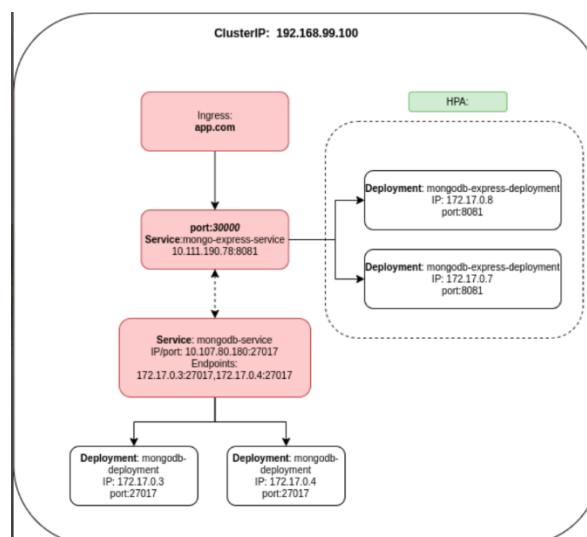 ClusterIP: 192.168.99.100
HPA:
Ingress:
app.com
Deployment: mongodb-express-deployment
IP: 172.17.0.8
port:8081
port:30000
Service:mongo-express-service
10.111.190.78:8081
Deployment: mongodb-express-deployment
IP: 172.17.0.7
port:8081
Service: mongodb-service
IP/port: 10.107.80.180:27017
Endpoints:
172.17.0.3:27017,172.17.0.4:27017
Deployment: mongodb-
deployment
IP: 172.17.0.3
port:27017
Deployment: mongodb-
deployment
IP: 172.17.0.4
port:27017